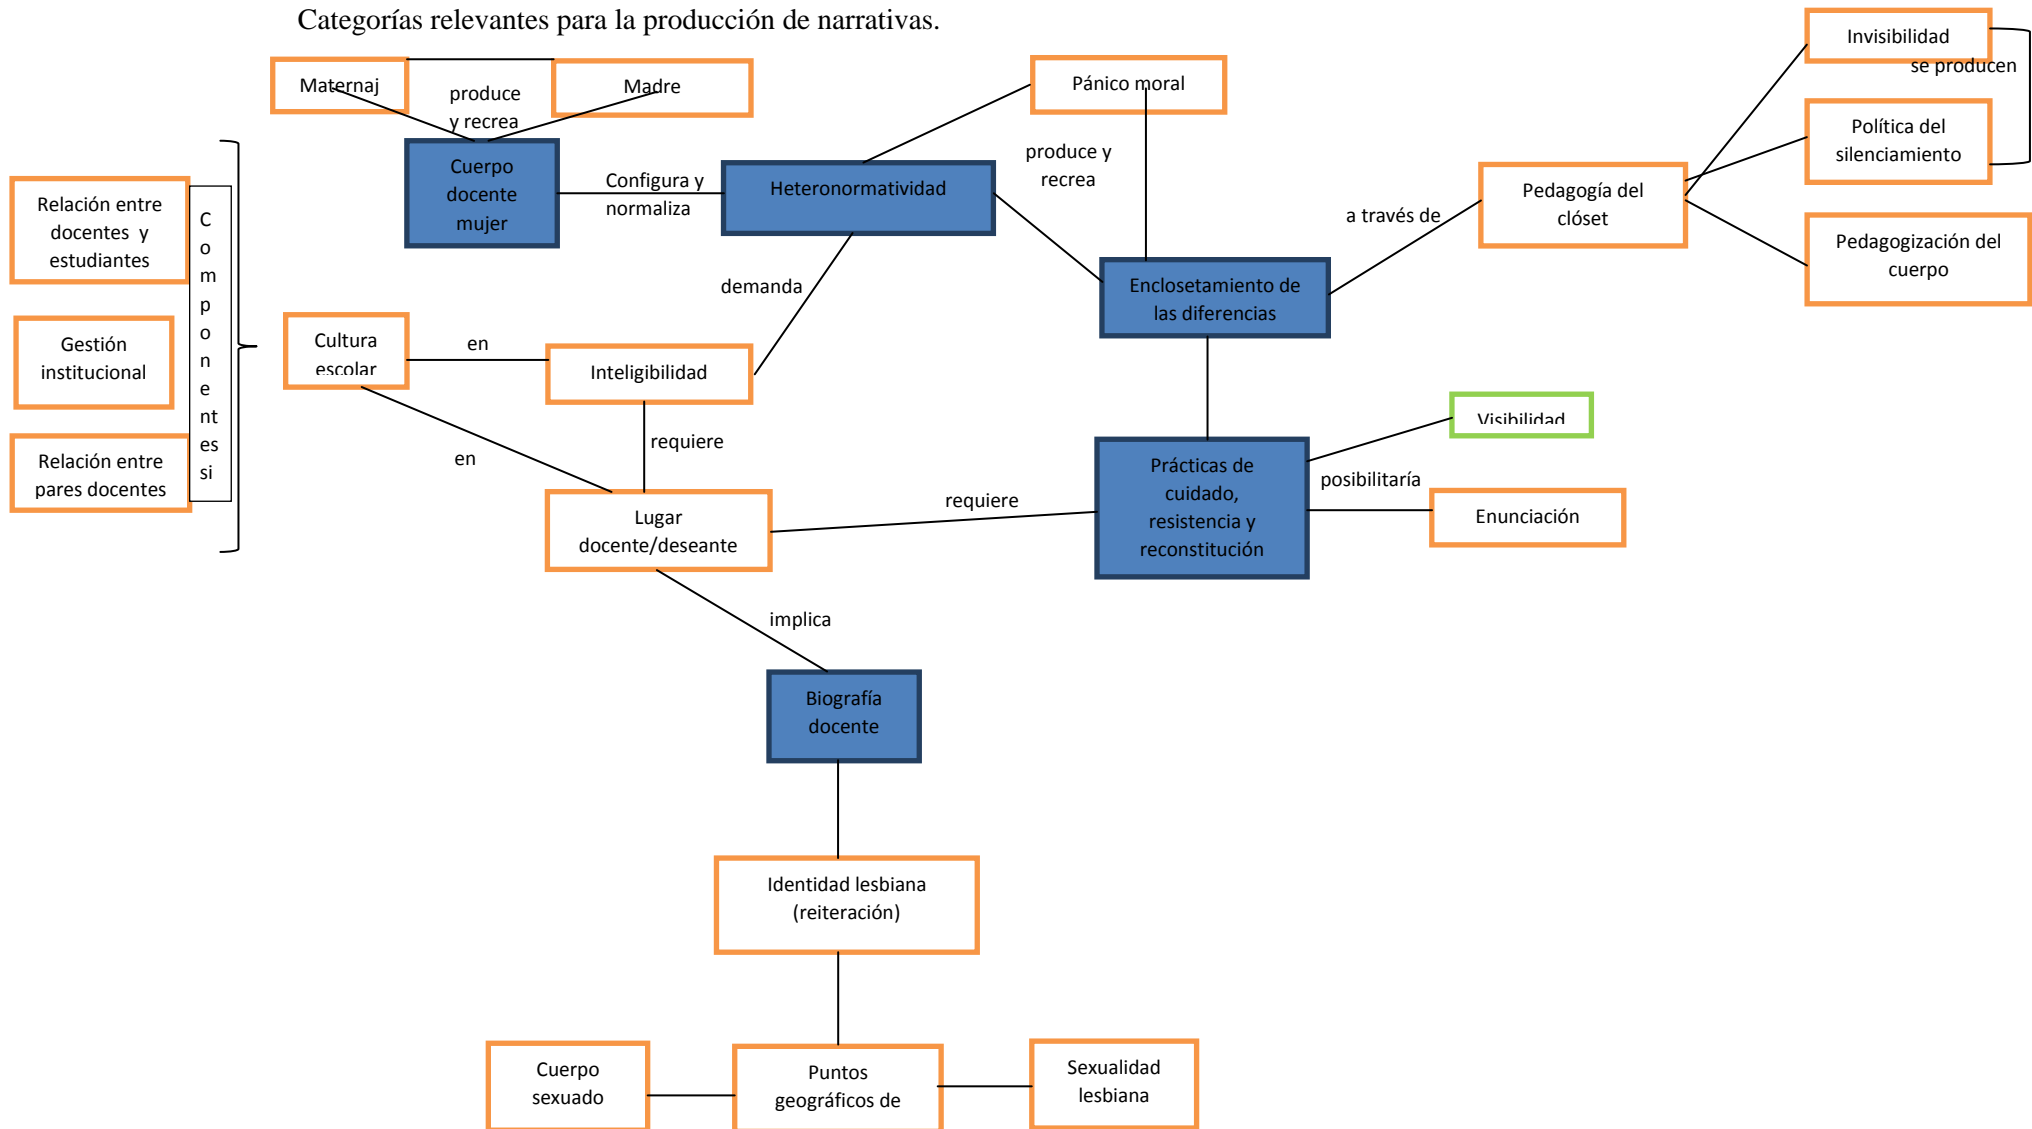 Categorías relevantes para la producción de narrativas.
Maternaj
produce
y recrea
Madre
Pánico moral
Invisibilidad
se producen
Política del
silenciamiento
Pedagogización del
cuerpo
Cuerpo
docente
mujer
Configura y
normaliza
Heteronormatividad
produce y
recrea
a través de
Pedagogía del
clóset
Relación entre
docentes y
estudiantes
Gestión
institucional
Relación entre
pares docentes
C
o
m
p
o
n
e
nt
es
si
demanda
Enclosetamiento de
las diferencias
Cultura
escolar
en
Inteligibilidad
requiere
en
Visibilidad
Lugar
docente/deseante
requiere
Prácticas de
cuidado,
resistencia y
reconstitución
posibilitaría
Enunciación
implica
Biografía
docente
Identidad lesbiana
(reiteración)
Cuerpo
sexuado
Puntos
geográficos de
Sexualidad
lesbiana